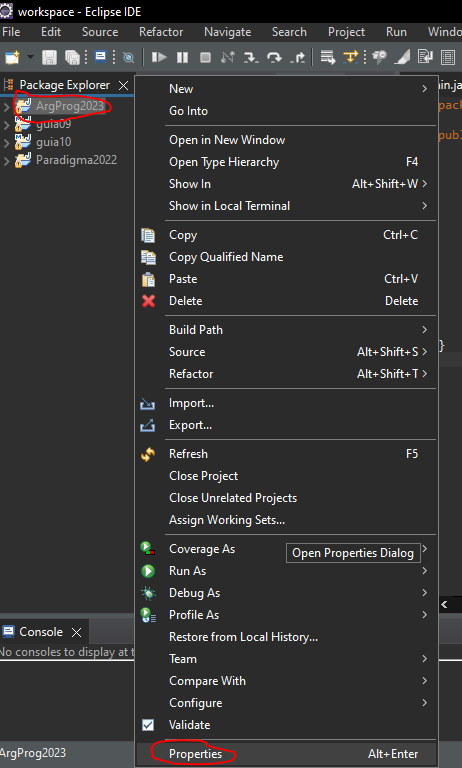 workspace - Eclipse IDE
File Edit Source Refactor Navigate Search Project Run Window
Package Explorer
in.ja
ArgProg2023
guia09
guia10
Paradigma2022
pack
publ
}
New
Go Into
Open in New Window
Open Type Hierarchy F4
Show In Alt+Shift+W
Show in Local Terminal
Copy Ctrl+C
Copy Qualified Name
Paste Ctrl+V
Delete Delete
Build Path
Source Alt+Shift+S
Refactor Alt+Shift+T
Import...
Export...
Refresh F5
Close Project
Close Unrelated Projects
Assign Working Sets...
Coverage As
Open Properties Dialog
Run As
Debug As
Profile As
Restore from Local History...
Team
Compare With
Configure
Validate
Properties Alt+Enter
Console
No consoles to display at t
ArgProg2023